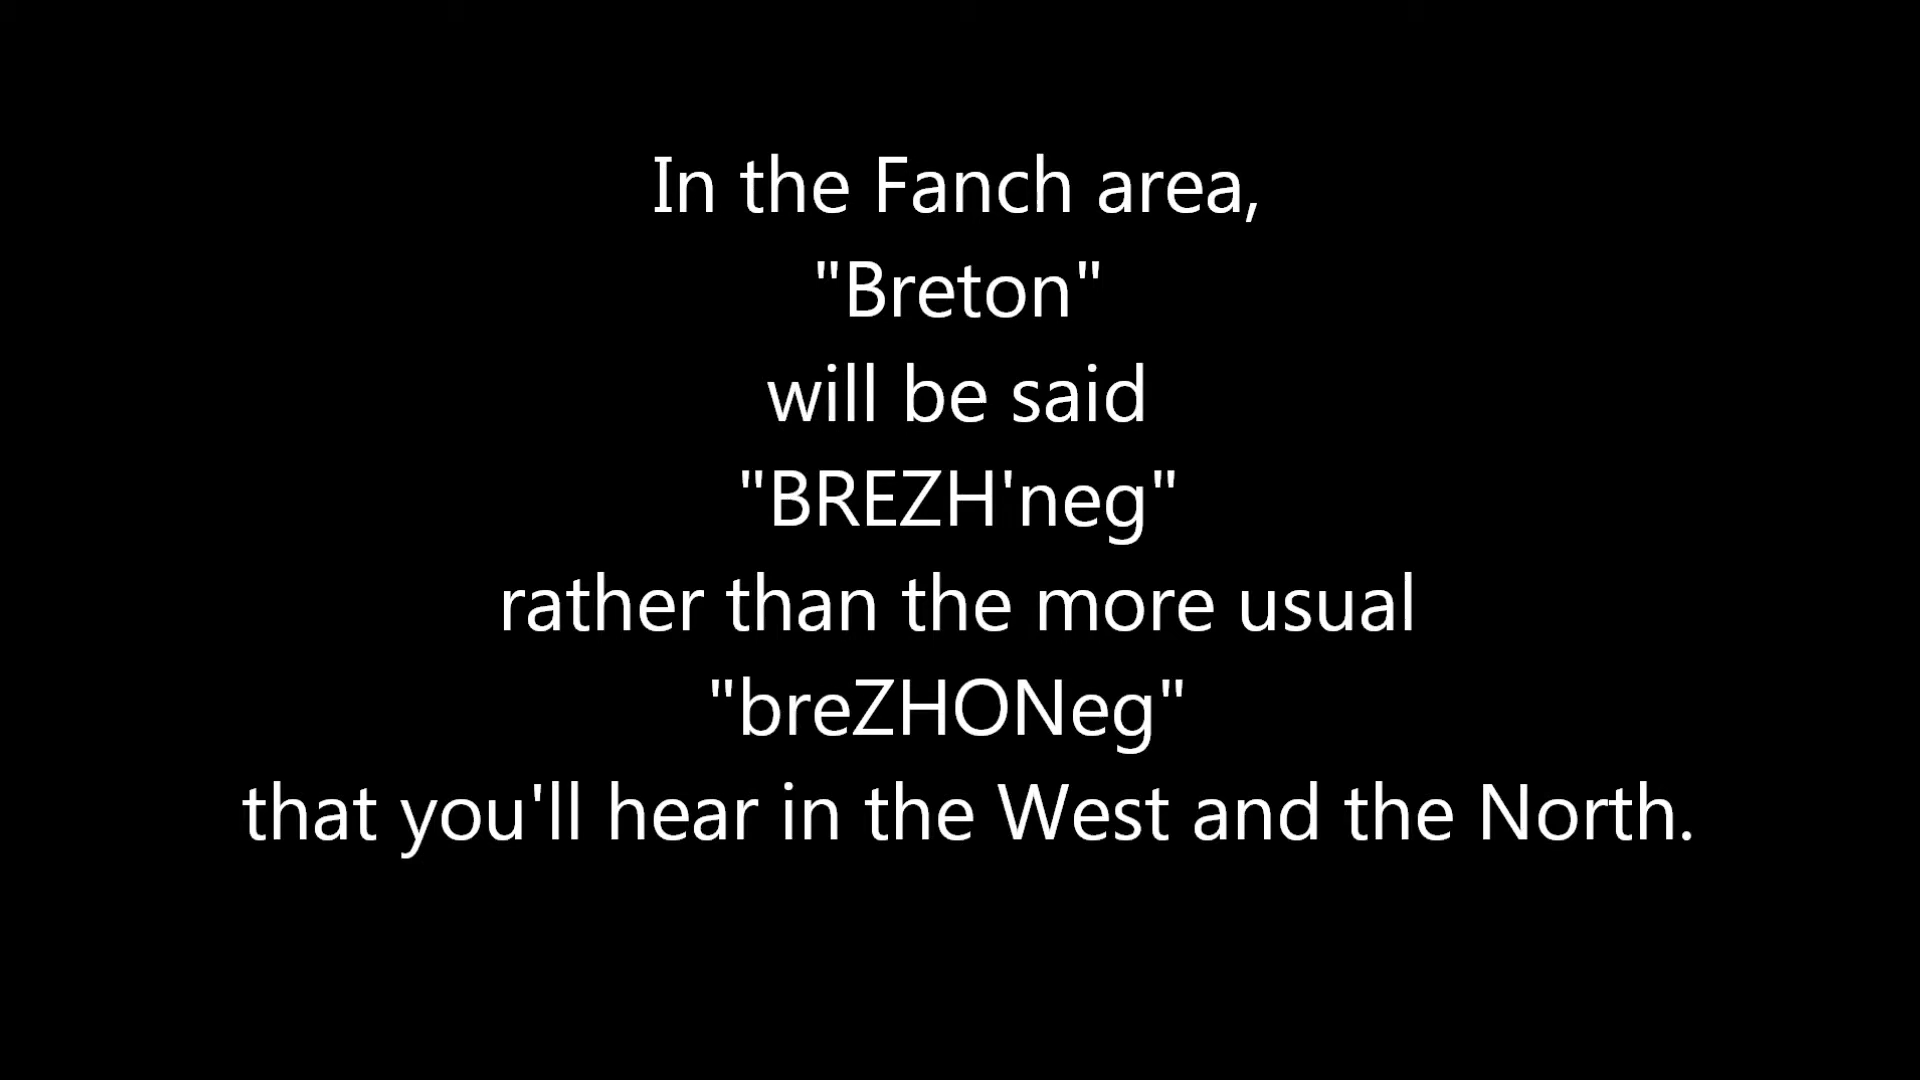 In the Fanch area,
"Breton"
will be said
"BREZH'neg"
rather than the more usual
"breZHONeg"
that you'll hear in the West and the North.